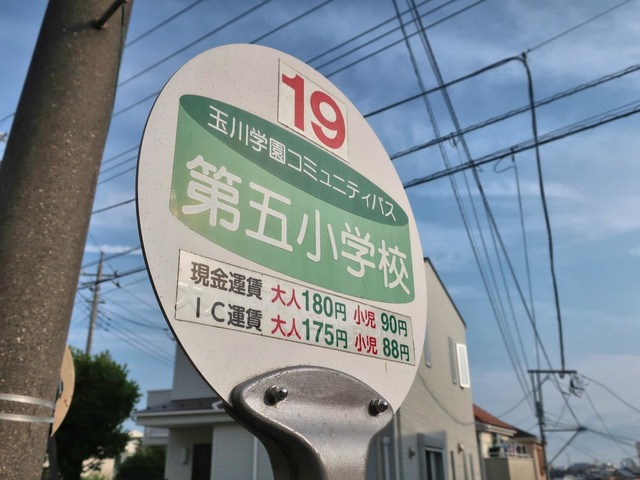 19
玉川学園コミュニティバス
第五小学校
現金運賃 大人180円 小児 90円
IC運賃 大人175円 小児 88円